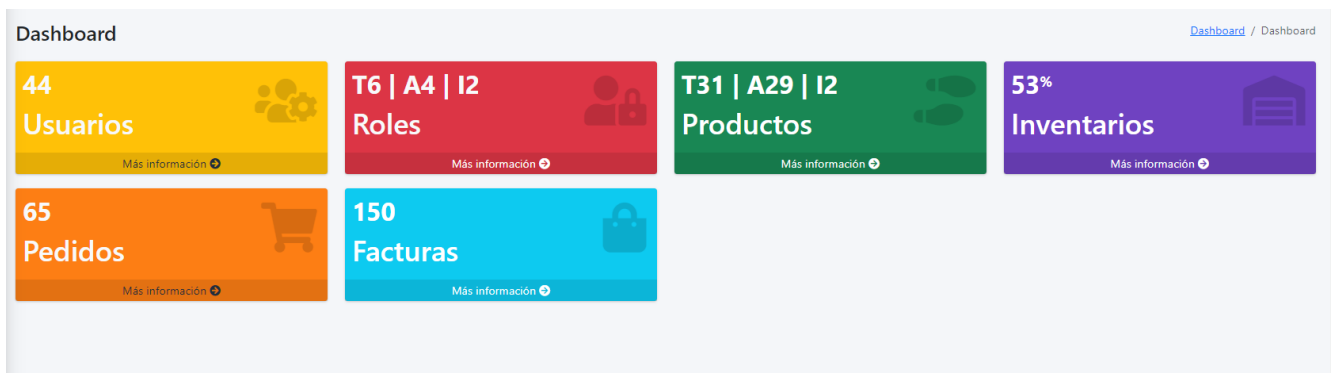 Dashboard
Dashboard / Dashboard
44
Usuarios
Más información
T6 | A4 | I2
Roles
Más información
T31 | A29 | I2
Productos
Más información
53%
Inventarios
Más información
65
Pedidos
Más información
150
Facturas
Más información